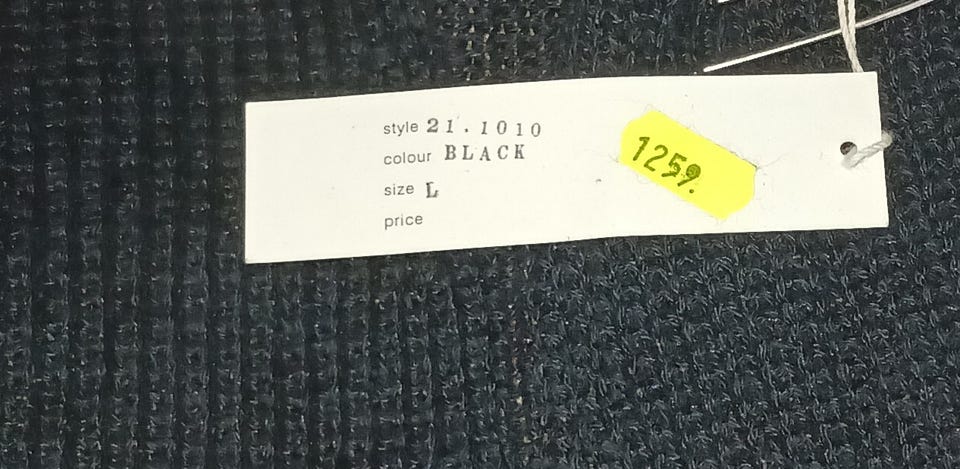 style 21.1010
colour BLACK
size L
price
1259.